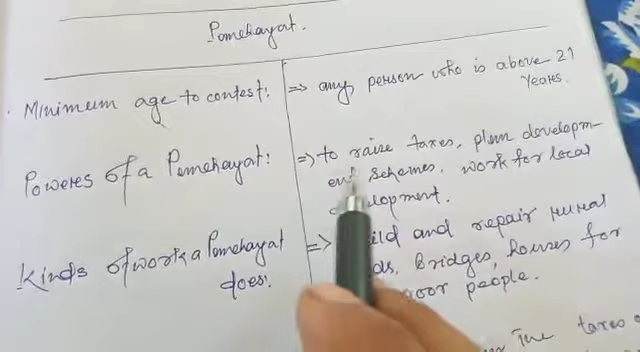 Panchayat.
Minimum age to contest: => any person who is above 21
Years.
Powers of a Panchayat: => to raise taxes, plan developm-
ent schemes. work for local
development.
Kinds of work a Panchayat => and repair rural
does: Bridges, houses for
poor people.
The taxes